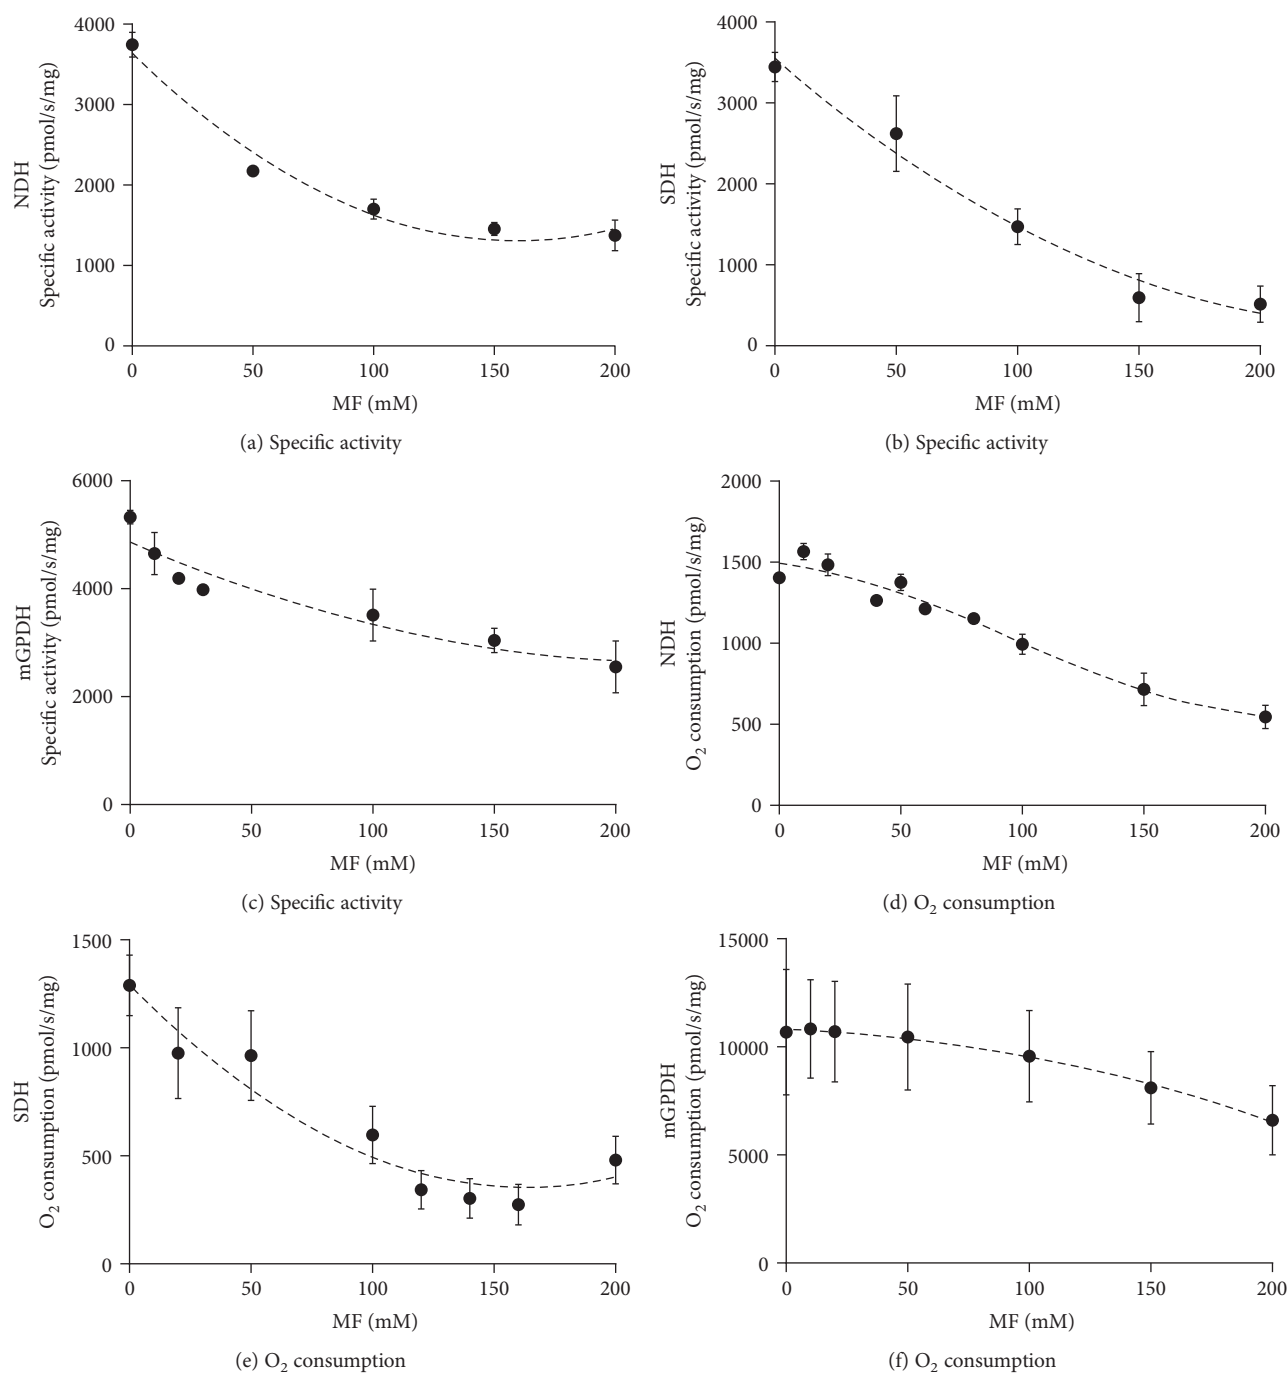 4000
3000
2000
1000
0
NDH
Specific activity (pmol/s/mg)
0 50 100 150 200
MF (mM)
(a) Specific activity
4000
3000
2000
1000
0
SDH
Specific activity (pmol/s/mg)
0 50 100 150 200
MF (mM)
(b) Specific activity
6000
4000
2000
0
mGPDH
Specific activity (pmol/s/mg)
0 50 100 150 200
MF (mM)
(c) Specific activity
2000
1500
1000
500
0
NDH
O₂ consumption (pmol/s/mg)
0 50 100 150 200
MF (mM)
(d) O₂ consumption
1500
1000
500
0
SDH
O₂ consumption (pmol/s/mg)
0 50 100 150 200
MF (mM)
(e) O₂ consumption
15000
10000
5000
0
mGPDH
O₂ consumption (pmol/s/mg)
0 50 100 150 200
MF (mM)
(f) O₂ consumption